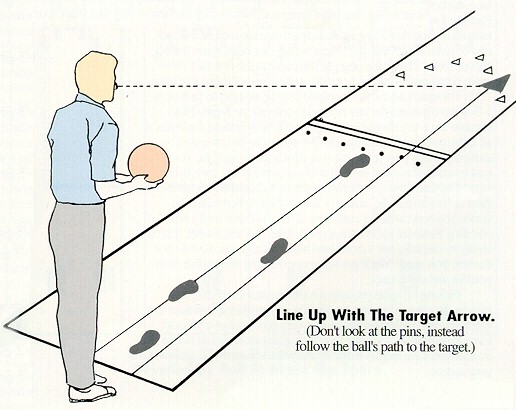 Line Up With The Target Arrow.
(Don't look at the pins, instead
follow the ball's path to the target.)